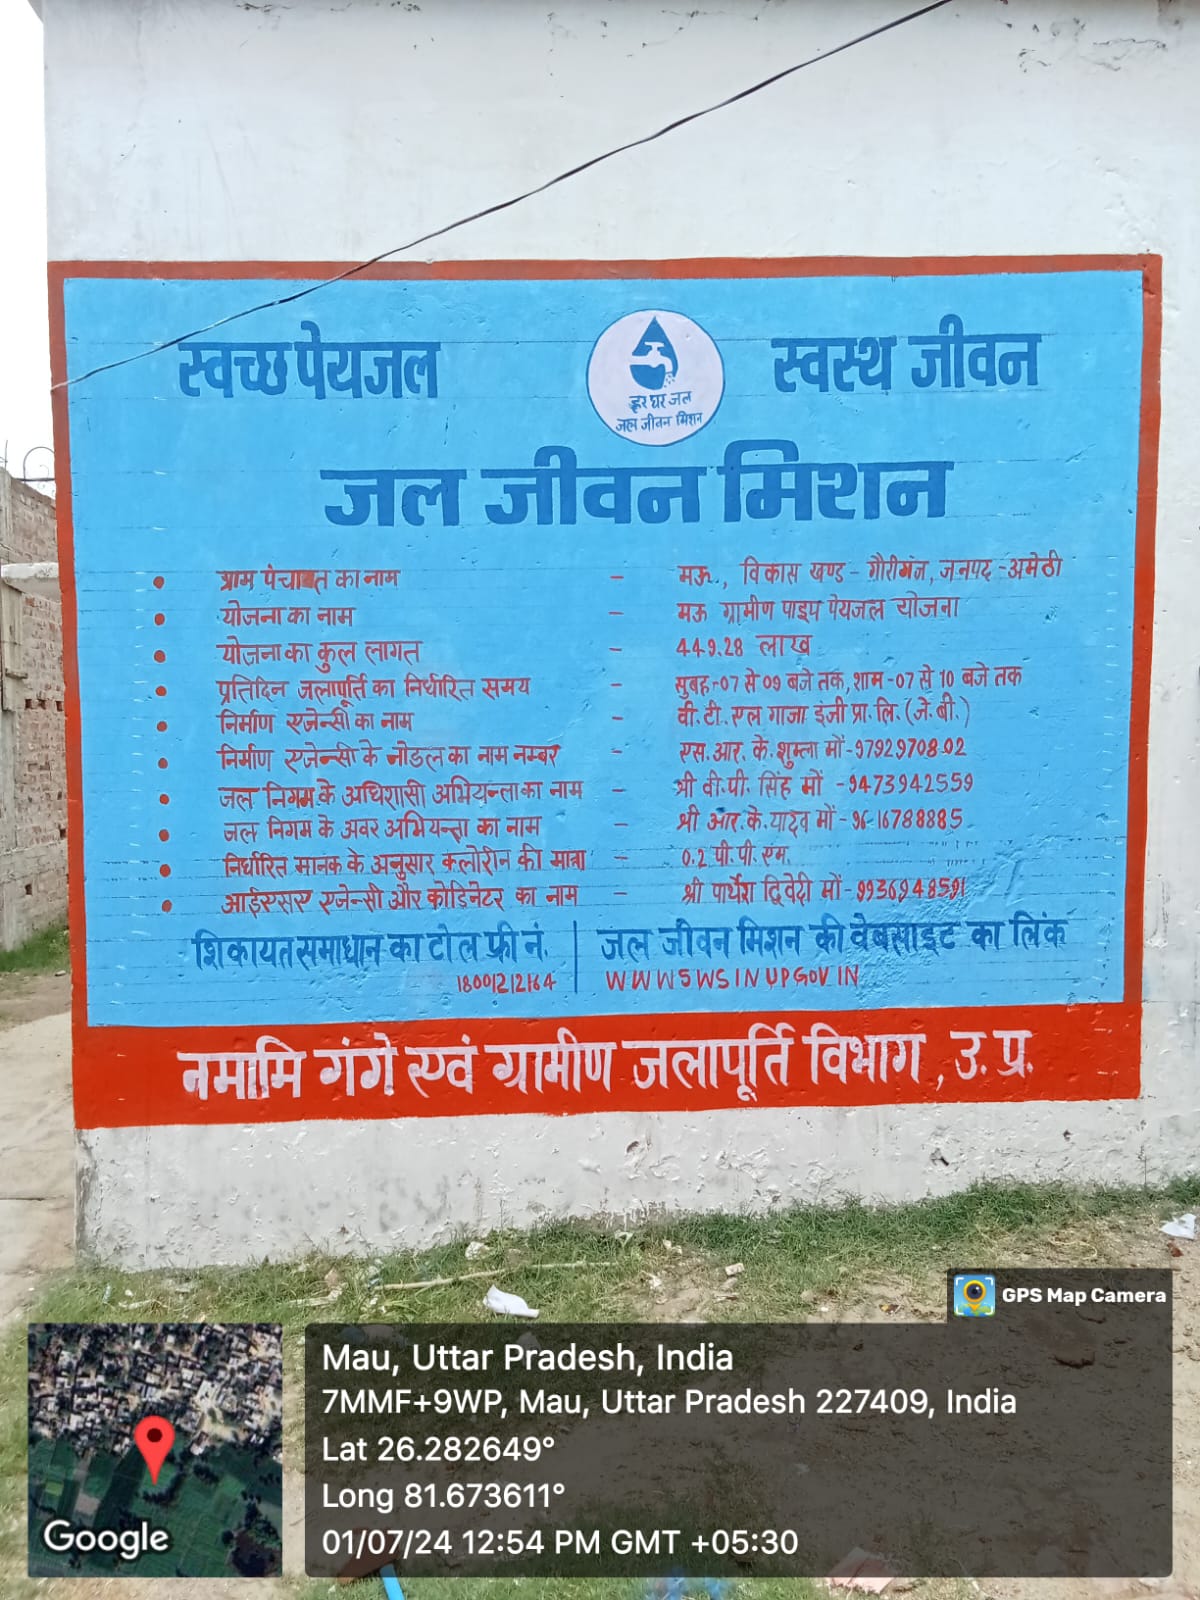 स्वच्छ पेयजल
स्वस्थ जीवन
हर घर जल
जल जीवन मिशन
जल जीवन मिशन
• ग्राम पंचायत का नाम - मऊ, विकास खण्ड - गौरीगंज, जनपद - अमेठी
• योजना का नाम - मऊ ग्रामीण पाइप पेयजल योजना
• योजना का कुल लागत - 449.28 लाख
• प्रतिदिन जलापूर्ति का निर्धारित समय - सुबह-07 से 09 बजे तक, शाम-07 से 10 बजे तक
• निर्माण एजेन्सी का नाम - वी.टी. एल गाजा इंजी प्रा. लि. (जे.बी.)
• निर्माण एजेन्सी के नोडल का नाम नम्बर - एस.आर. के. शुम्ला मों-9792970802
• जल निगम के अधिशासी अभियन्ला का नाम - श्री वी.पी. सिंह मों -9473942559
• जल निगम के अवर अभियन्ता का नाम - श्री आर.के. यादव मों-9616788885
• निर्धारित मानक के अनुसार क्लोरीन की मात्रा - 0.2 पी.पी.एम.
• आईएसए एजेन्सी और कोडिनेटर का नाम - श्री पार्थेश द्विवेदी मों-9936948591
शिकायत समाधान का टोल फ्री नं. | जल जीवन मिशन की वेबसाइट का लिंक
18001212164 WWW5WSINUPGOVIN
नमामि गंगे एवं ग्रामीण जलापूर्ति विभाग, उ. प्र.
GPS Map Camera
Mau, Uttar Pradesh, India
7MMF+9WP, Mau, Uttar Pradesh 227409, India
Lat 26.282649°
Long 81.673611°
01/07/24 12:54 PM GMT +05:30
Google